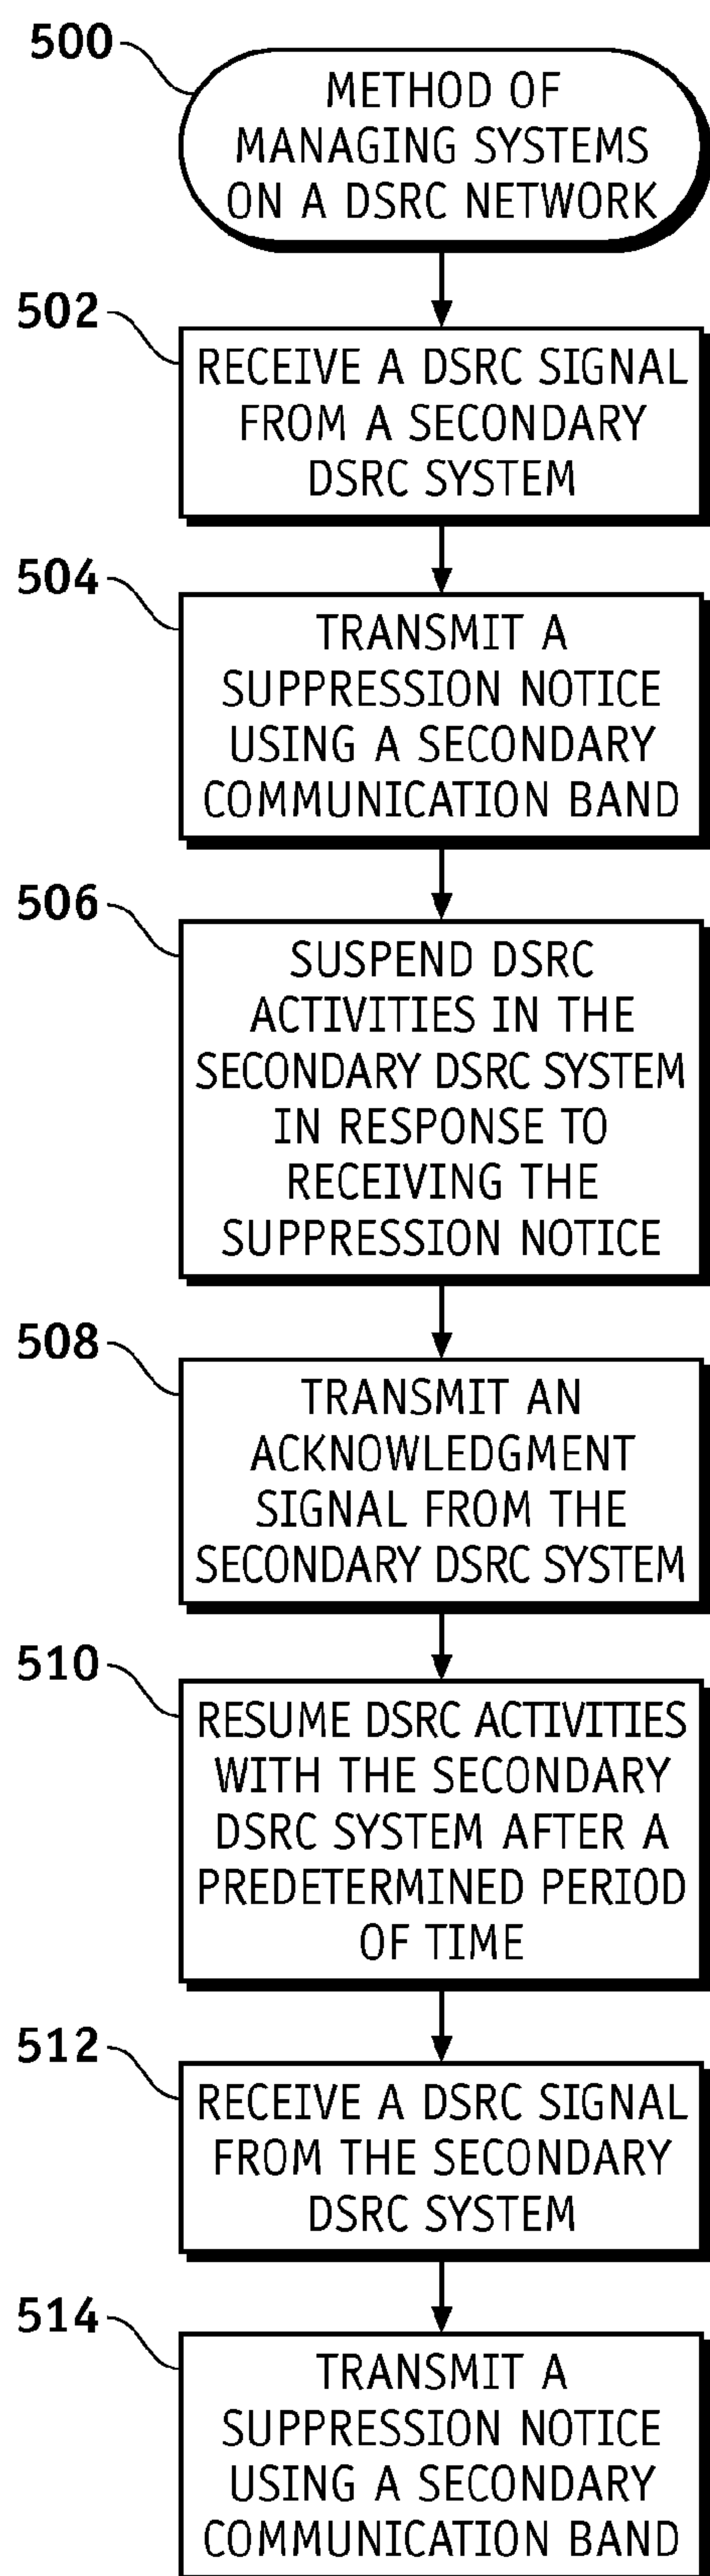 500
METHOD OF
MANAGING SYSTEMS
ON A DSRC NETWORK
502
RECEIVE A DSRC SIGNAL
FROM A SECONDARY
DSRC SYSTEM
504
TRANSMIT A
SUPPRESSION NOTICE
USING A SECONDARY
COMMUNICATION BAND
506
SUSPEND DSRC
ACTIVITIES IN THE
SECONDARY DSRC SYSTEM
IN RESPONSE TO
RECEIVING THE
SUPPRESSION NOTICE
508
TRANSMIT AN
ACKNOWLEDGMENT
SIGNAL FROM THE
SECONDARY DSRC SYSTEM
510
RESUME DSRC ACTIVITIES
WITH THE SECONDARY
DSRC SYSTEM AFTER A
PREDETERMINED PERIOD
OF TIME
512
RECEIVE A DSRC SIGNAL
FROM THE SECONDARY
DSRC SYSTEM
514
TRANSMIT A
SUPPRESSION NOTICE
USING A SECONDARY
COMMUNICATION BAND